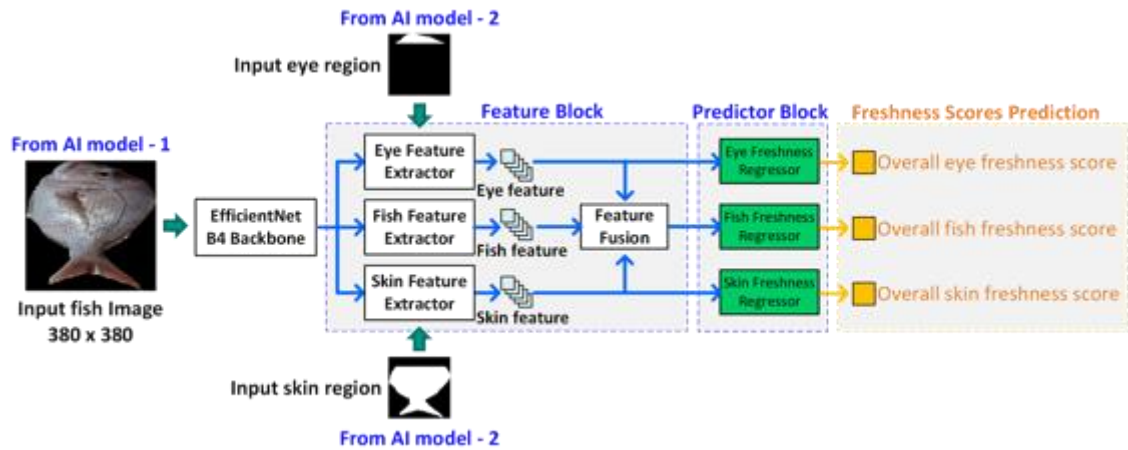 From AI model - 2
Input eye region
Feature Block
Predictor Block
Freshness Scores Prediction
From AI model - 1
Eye Feature
Extractor
Eye feature
Eye Freshness
Regressor
Overall eye freshness score
EfficientNet
B4 Backbone
Fish Feature
Extractor
Fish feature
Feature
Fusion
Fish Freshness
Regressor
Overall fish freshness score
Skin Feature
Extractor
Skin feature
Skin Freshness
Regressor
Overall skin freshness score
Input fish Image
380 x 380
Input skin region
From AI model - 2